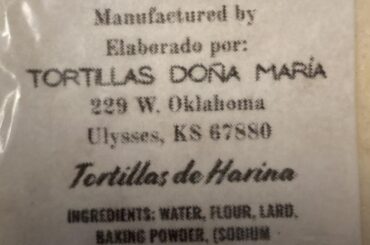 Manufactured by
Elaborado por:
TORTILLAS DOÑA MARÍA
229 W. Oklahoma
Ulysses, KS 67880
Tortillas de Harina
INGREDIENTS: WATER, FLOUR, LARD,
BAKING POWDER, (SODIUM